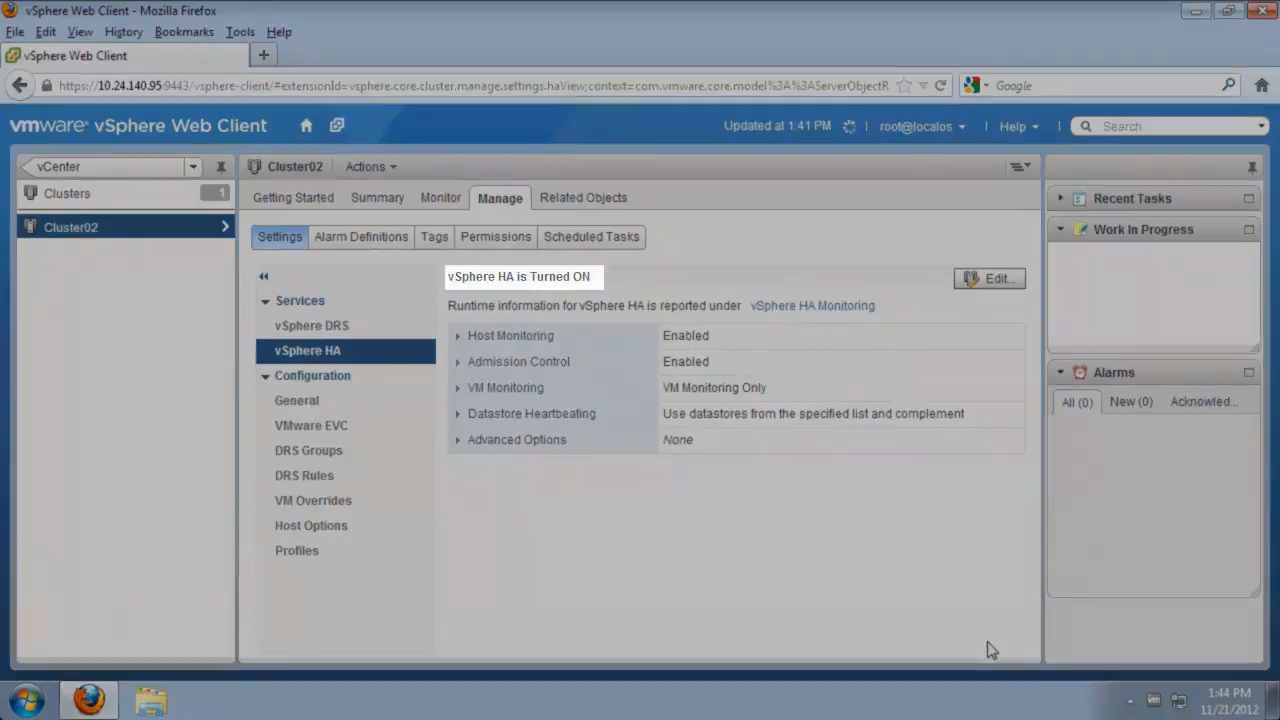 vSphere Web Client - Mozilla Firefox
File Edit View History Bookmarks Tools Help
vSphere Web Client
https://10.24.140.95:9443/vsphere-client/#extensionId=vsphere.core.cluster.manage.settings.haView;context=com.vmware.core.model%3A%3AServerObjectR
Google
vmware vSphere Web Client
Updated at 1:41 PM
root@localos
Help
Search
vCenter
Clusters 1
Cluster02
Cluster02 Actions
Getting Started Summary Monitor Manage Related Objects
Settings Alarm Definitions Tags Permissions Scheduled Tasks
Services
vSphere DRS
vSphere HA
Configuration
General
VMware EVC
DRS Groups
DRS Rules
VM Overrides
Host Options
Profiles
vSphere HA is Turned ON
Edit...
Runtime information for vSphere HA is reported under vSphere HA Monitoring
Host Monitoring Enabled
Admission Control Enabled
VM Monitoring VM Monitoring Only
Datastore Heartbeating Use datastores from the specified list and complement
Advanced Options None
Recent Tasks
Work In Progress
Alarms
All (0) New (0) Acknowled...
1:44 PM
11/21/2012